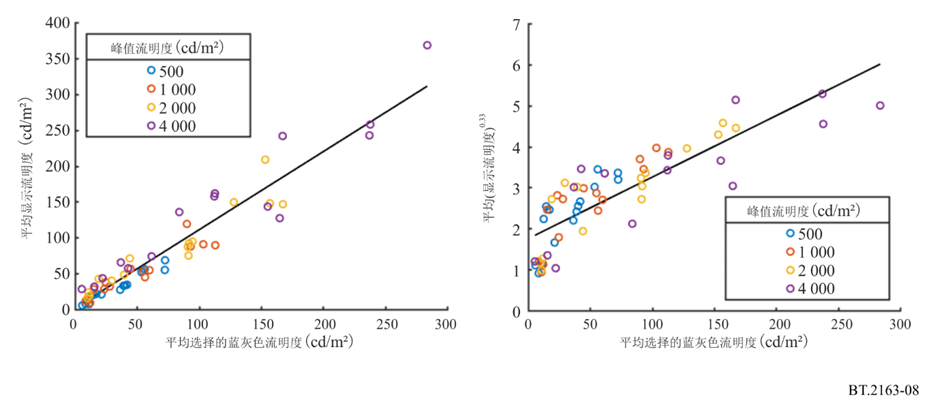 400
350
300
250
200
150
100
50
0
平均显示流明度 (cd/m²)
峰值流明度 (cd/m²)
500
1 000
2 000
4 000
0 50 100 150 200 250 300
平均选择的蓝灰色流明度 (cd/m²)
7
6
5
4
3
2
1
0
平均(显示流明度)0.33
峰值流明度 (cd/m²)
500
1 000
2 000
4 000
0 50 100 150 200 250 300
平均选择的蓝灰色流明度 (cd/m²)
BT.2163-08